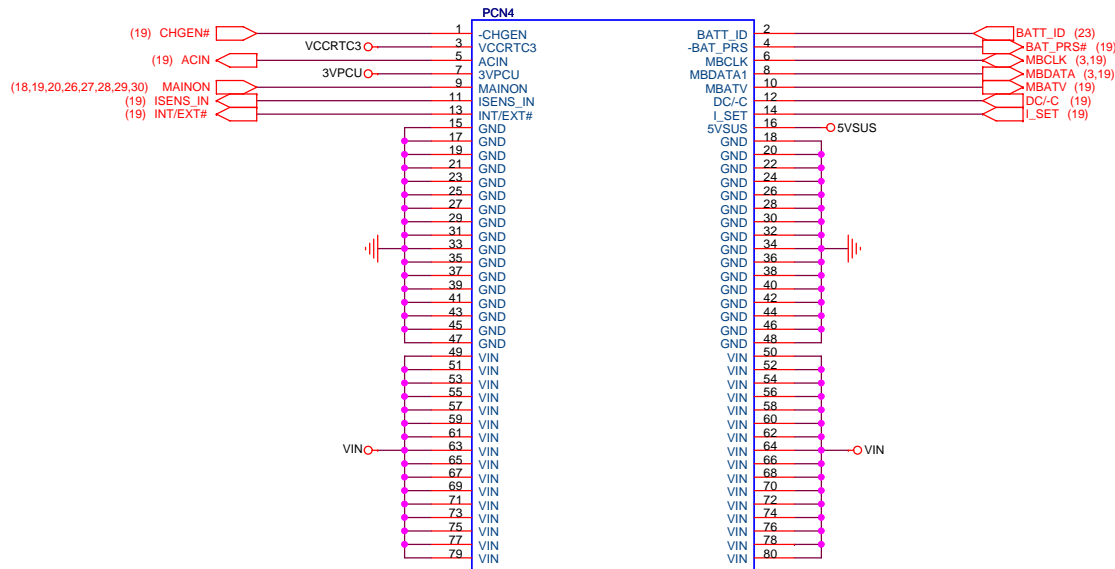 PCN4
(19) CHGEN# 1 -CHGEN BATT_ID 2 BATT_ID (23)
VCCRTC3 3 VCCRTC3 -BAT_PRS 4 BAT_PRS# (19)
(19) ACIN 5 ACIN MBCLK 6 MBCLK (3,19)
3VPCU 7 3VPCU MBDATA1 8 MBDATA (3,19)
(18,19,20,26,27,28,29,30) MAINON 9 MAINON MBATV 10 MBATV (19)
(19) ISENS_IN 11 ISENS_IN DC/-C 12 DC/-C (19)
(19) INT/EXT# 13 INT/EXT# I_SET 14 I_SET (19)
15 GND 5VSUS 16 5VSUS
17 GND GND 18
19 GND GND 20
21 GND GND 22
23 GND GND 24
25 GND GND 26
27 GND GND 28
29 GND GND 30
31 GND GND 32
33 GND GND 34
35 GND GND 36
37 GND GND 38
39 GND GND 40
41 GND GND 42
43 GND GND 44
45 GND GND 46
47 GND GND 48
49 VIN VIN 50
51 VIN VIN 52
53 VIN VIN 54
55 VIN VIN 56
57 VIN VIN 58
59 VIN VIN 60
61 VIN VIN 62
VIN 63 VIN VIN 64 VIN
65 VIN VIN 66
67 VIN VIN 68
69 VIN VIN 70
71 VIN VIN 72
73 VIN VIN 74
75 VIN VIN 76
77 VIN VIN 78
79 VIN VIN 80